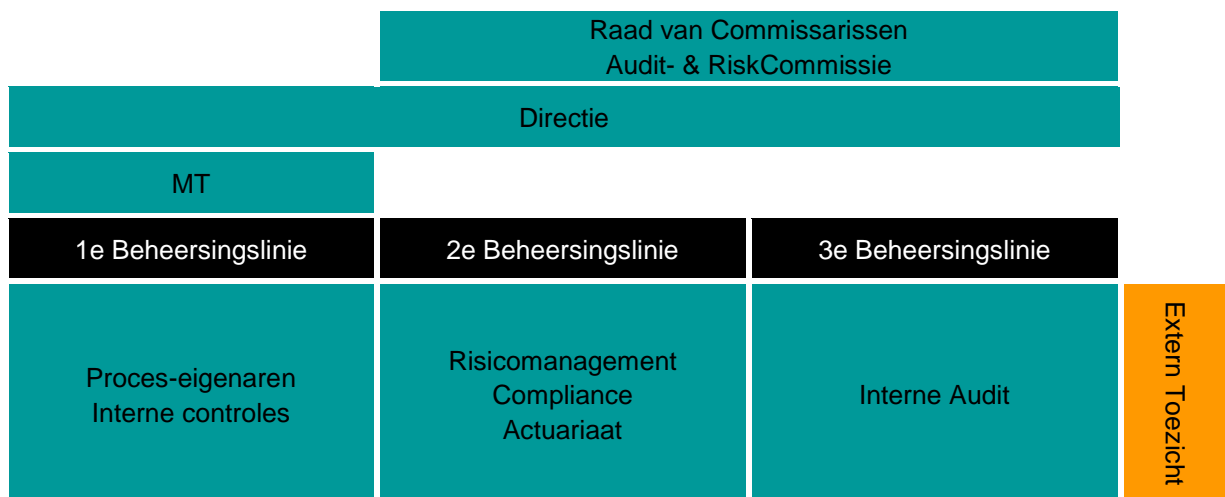 Raad van Commissarissen
Audit- & RiskCommissie
Directie
MT
1e Beheersingslinie
2e Beheersingslinie
3e Beheersingslinie
Proces-eigenaren
Interne controles
Risicomanagement
Compliance
Actuariaat
Interne Audit
Extern Toezicht